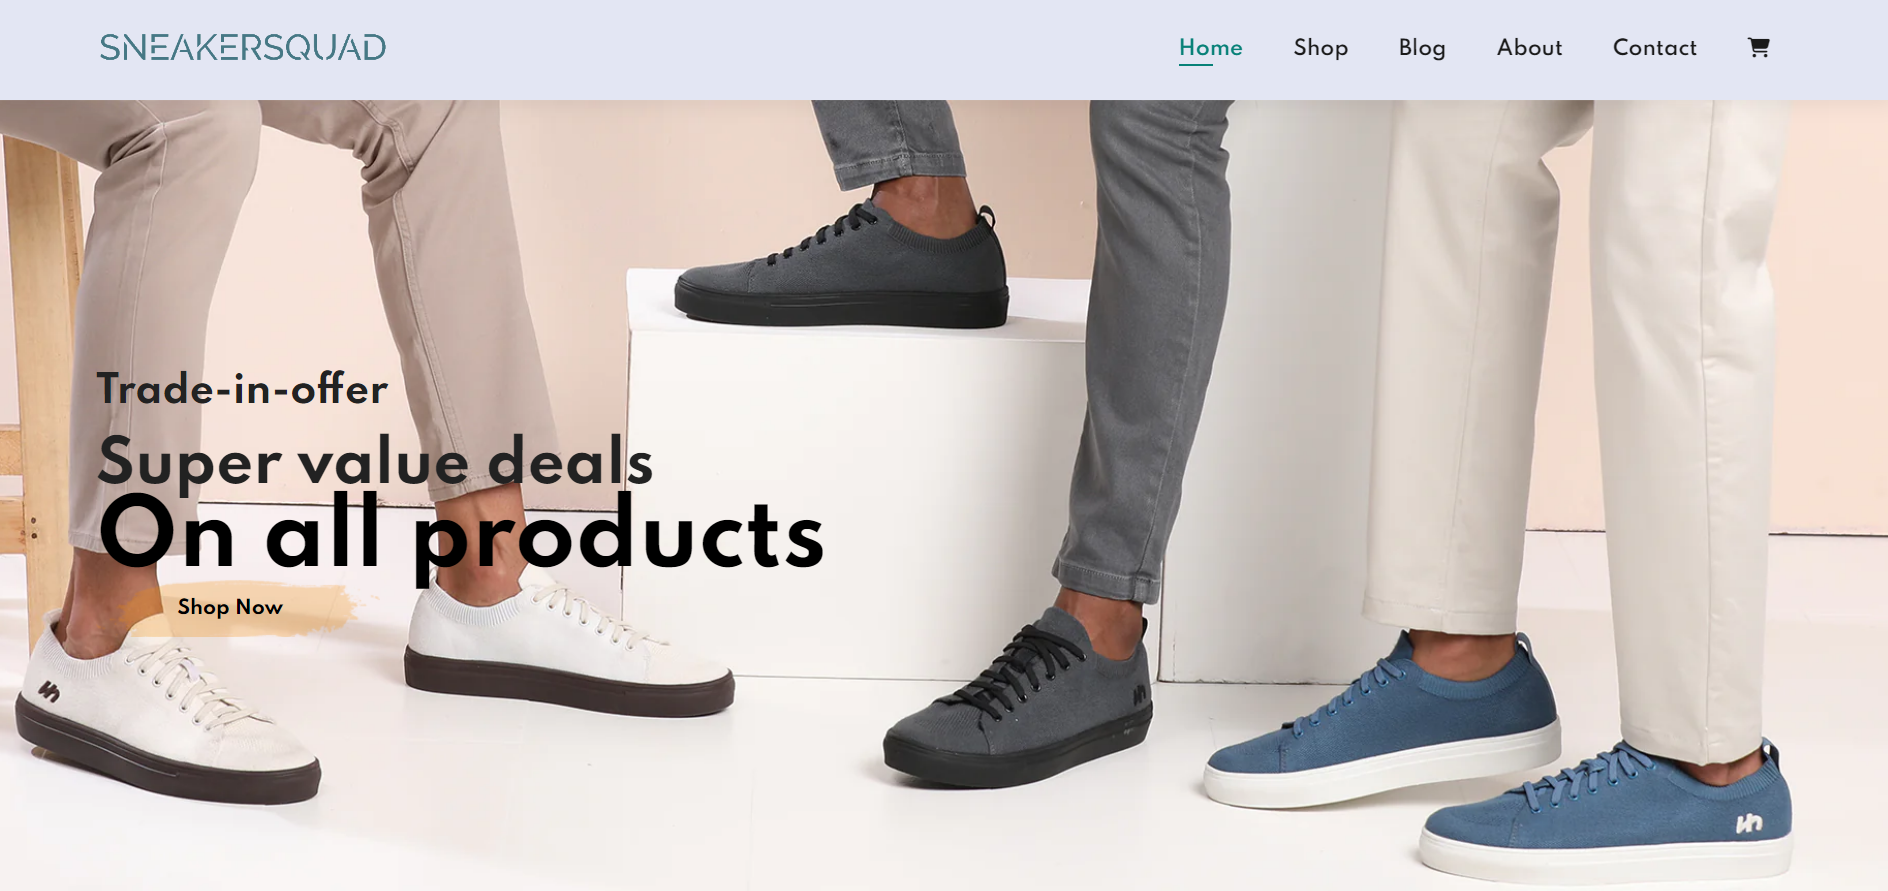 SNEAKERSQUAD
Home Shop Blog About Contact
Trade-in-offer
Super value deals
On all products
Shop Now